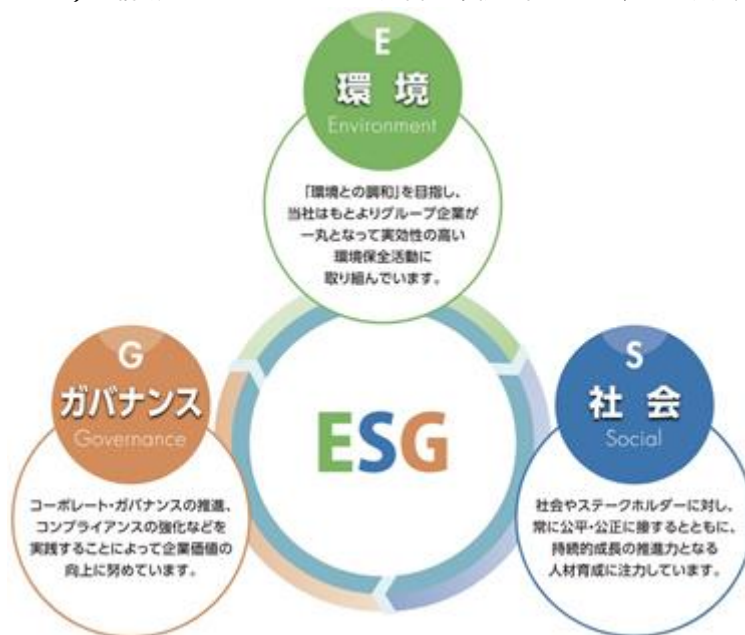 E
環境
Environment
「環境との調和」を目指し、
当社はもとよりグループ企業が
一丸となって実効性の高い
環境保全活動に
取り組んでいます。
G
ガバナンス
Governance
コーポレート・ガバナンスの推進、
コンプライアンスの強化などを
実践することによって企業価値の
向上に努めています。
ESG
S
社会
Social
社会やステークホルダーに対し、
常に公平・公正に接するとともに、
持続的成長の推進力となる
人材育成に注力しています。